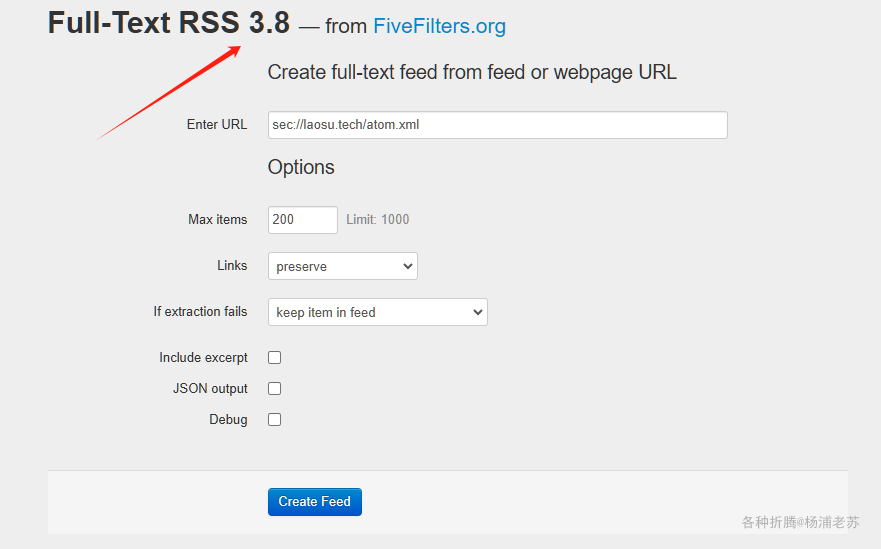 Full-Text RSS 3.8 — from FiveFilters.org
Create full-text feed from feed or webpage URL
Enter URL sec://laosu.tech/atom.xml
Options
Max items 200 Limit: 1000
Links preserve
If extraction fails keep item in feed
Include excerpt
JSON output
Debug
Create Feed
各种折腾@杨浦老苏